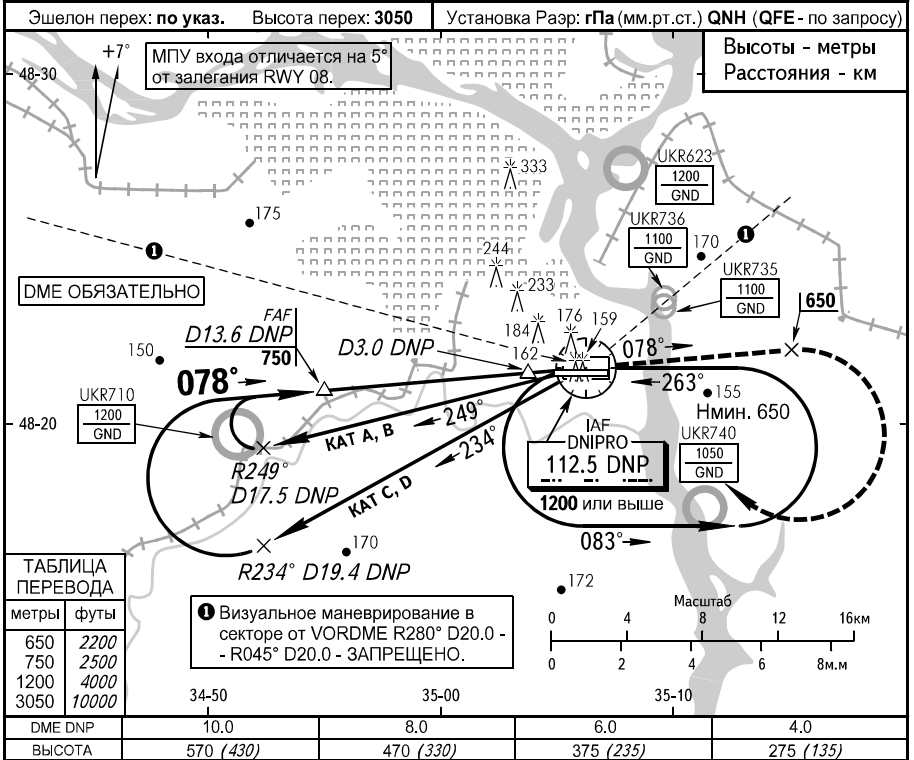 Эшелон перех: по указ. Высота перех: 3050
Установка Раэр: гПа (мм.рт.ст.) QNH (QFE - по запросу)
+7°
МПУ входа отличается на 5°
от залегания RWY 08.
Высоты - метры
Расстояния - км
48-30
333
UKR623
1200
GND
175
UKR736
1100
GND
170
1
1
244
UKR735
1100
GND
233
DME ОБЯЗАТЕЛЬНО
FAF
D13.6 DNP
750
176
159
184
650
D3.0 DNP
162
078°
150
078°
263°
155
UKR710
1200
GND
249°
Нмин. 650
48-20
КАТ A, B
234°
IAF
DNIPRO
112.5 DNP
UKR740
1050
GND
R249°
D17.5 DNP
КАТ C, D
1200 или выше
083°
170
R234° D19.4 DNP
172
ТАБЛИЦА
ПЕРЕВОДА
метры футы
650 2200
750 2500
1200 4000
3050 10000
1 Визуальное маневрирование в
секторе от VORDME R280° D20.0 -
- R045° D20.0 - ЗАПРЕЩЕНО.
Масштаб
0 4 8 12 16км
0 2 4 6 8м.м
34-50 35-00 35-10
DME DNP 10.0 8.0 6.0 4.0
ВЫСОТА 570 (430) 470 (330) 375 (235) 275 (135)